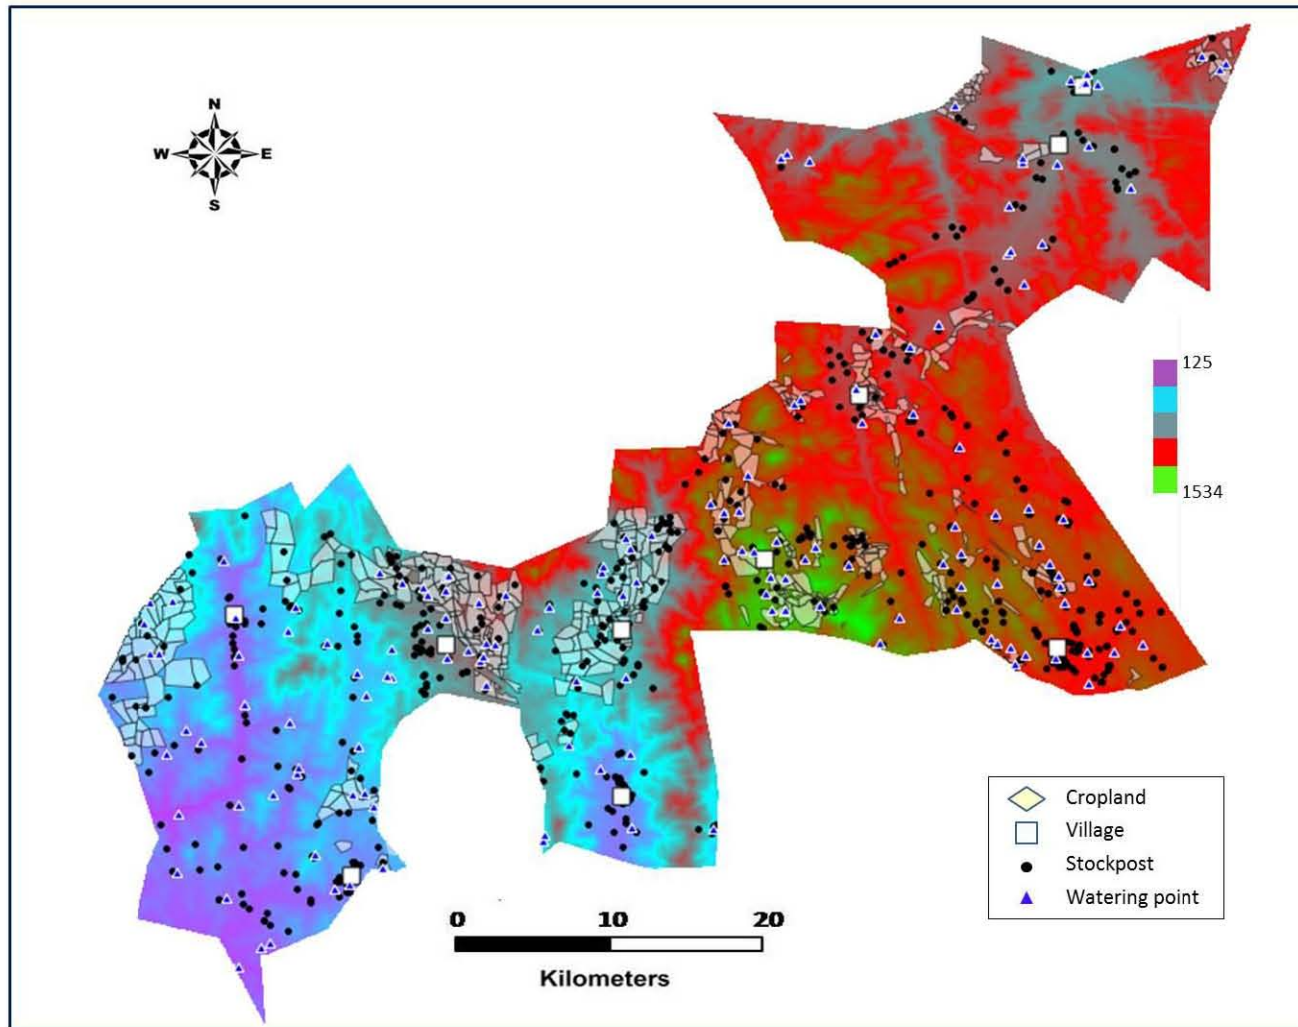 N
W E
S
125
1534
Cropland
Village
Stockpost
Watering point
0 10 20
Kilometers